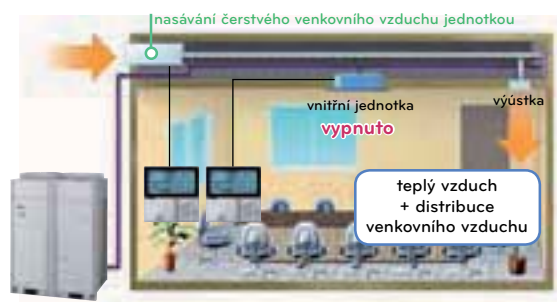 nasávání čerstvého venkovního vzduchu jednotkou
vnitřní jednotka
vypnuto
výústka
teplý vzduch
+ distribuce
venkovního vzduchu